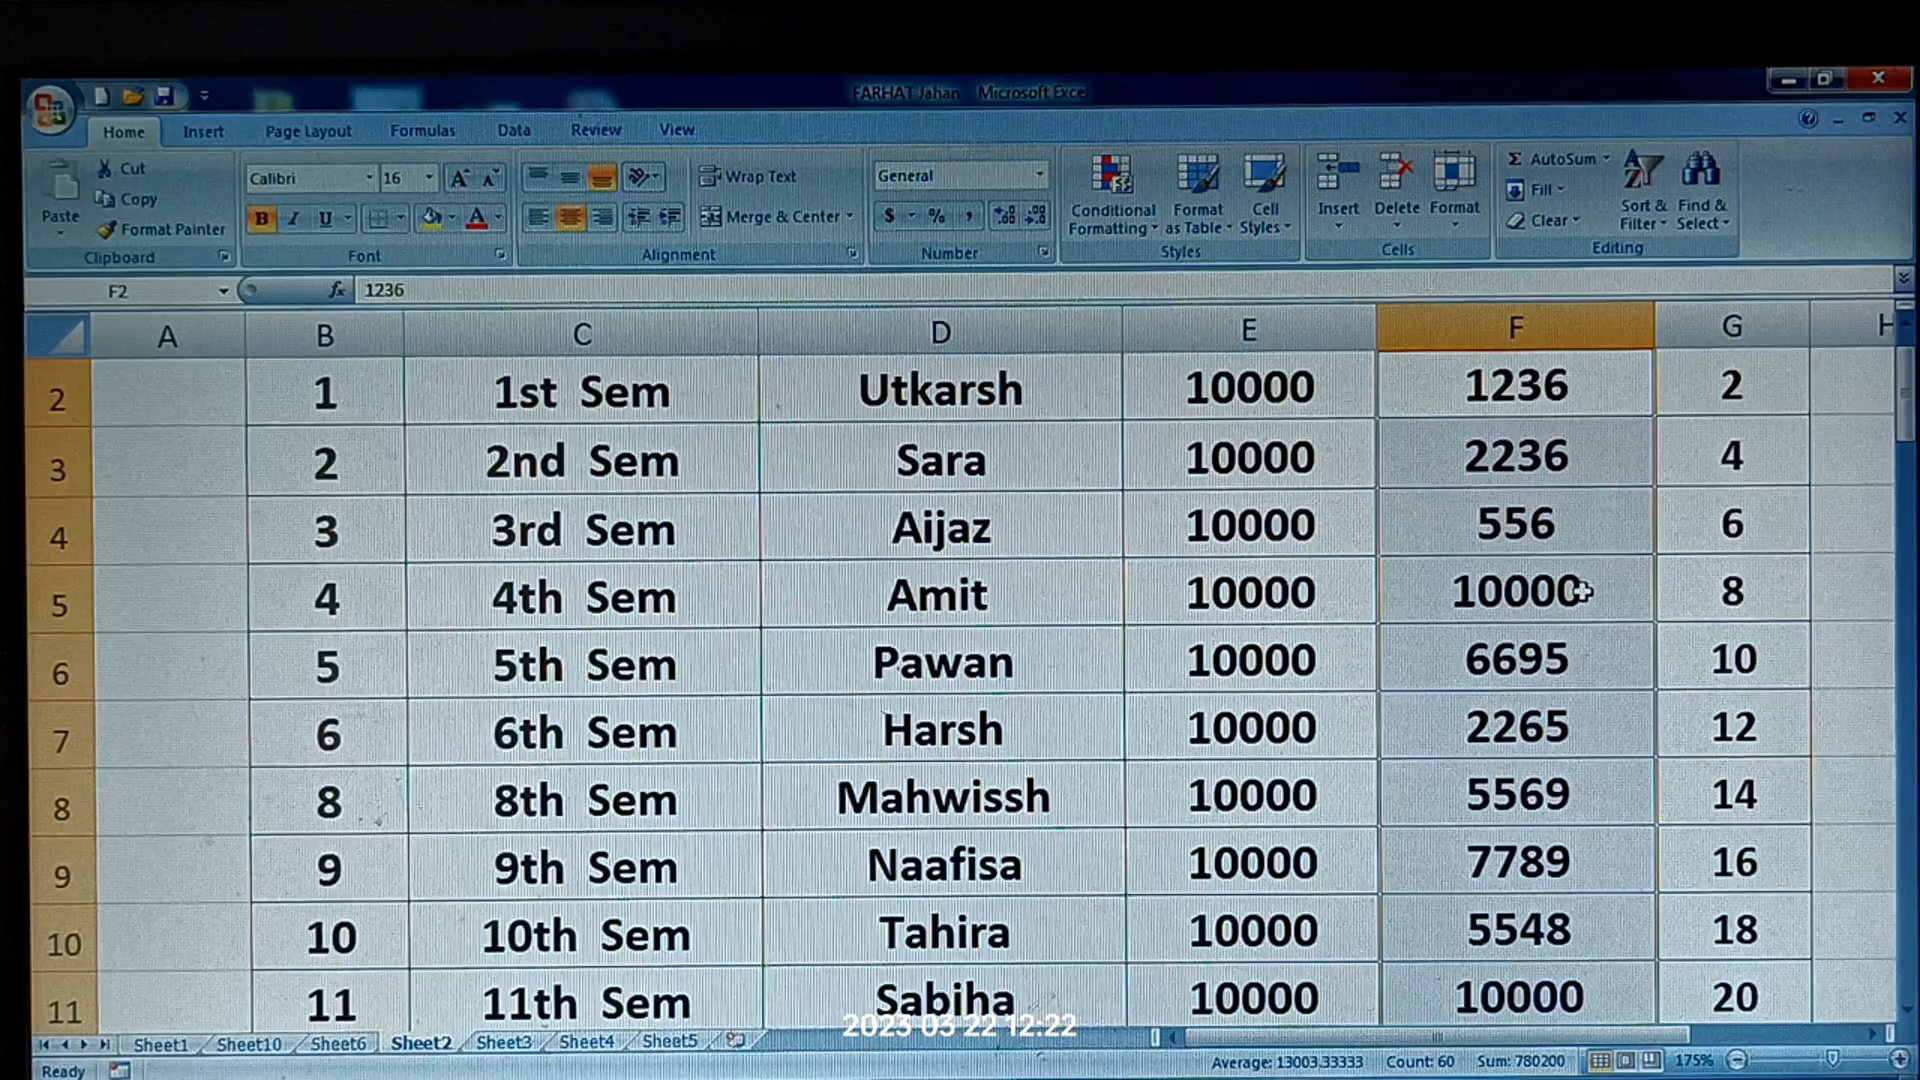 FARHAT Jahan Microsoft Excel
Home Insert Page Layout Formulas Data Review View
Cut
Copy
Format Painter
Paste
Clipboard
Calibri 16
B I U
Font
Wrap Text
Merge & Center
Alignment
General
$ % ,
Number
Conditional Formatting
Format as Table
Cell Styles
Styles
Insert Delete Format
Cells
Σ AutoSum
Fill
Clear
Sort & Filter
Find & Select
Editing
F2 fx 1236
A B C D E F G H
2 1 1st Sem Utkarsh 10000 1236 2
3 2 2nd Sem Sara 10000 2236 4
4 3 3rd Sem Aijaz 10000 556 6
5 4 4th Sem Amit 10000 10000 8
6 5 5th Sem Pawan 10000 6695 10
7 6 6th Sem Harsh 10000 2265 12
8 8 8th Sem Mahwissh 10000 5569 14
9 9 9th Sem Naafisa 10000 7789 16
10 10 10th Sem Tahira 10000 5548 18
11 11 11th Sem Sabiha 10000 10000 20
2023 03 22 12:22
Sheet1 Sheet10 Sheet6 Sheet2 Sheet3 Sheet4 Sheet5
Ready Average: 13003.33333 Count: 60 Sum: 780200 175%